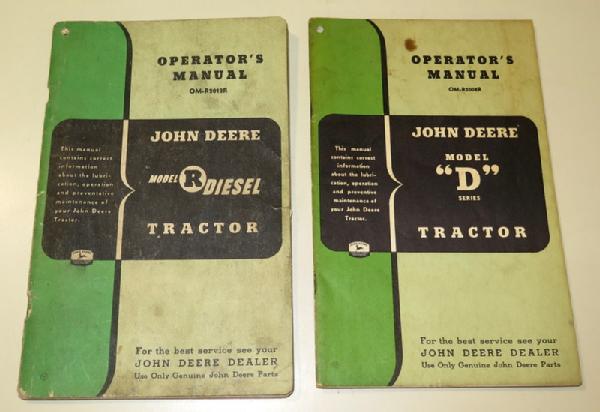 OPERATOR'S
MANUAL
OM-R2019R
JOHN DEERE
MODEL R DIESEL
TRACTOR
This manual
contains correct
information
about the lubri-
cation, operation
and preventive
maintenance of
your John Deere
Tractor.
For the best service see your
JOHN DEERE DEALER
Use Only Genuine John Deere Parts
OPERATOR'S
MANUAL
JOHN DEERE
MODEL
"D"
SERIES
TRACTOR
This manual
contains correct
information
about the lubri-
cation, operation
and preventive
maintenance of
your John Deere
Tractor.
For the best service see your
JOHN DEERE DEALER
Use Only Genuine John Deere Parts